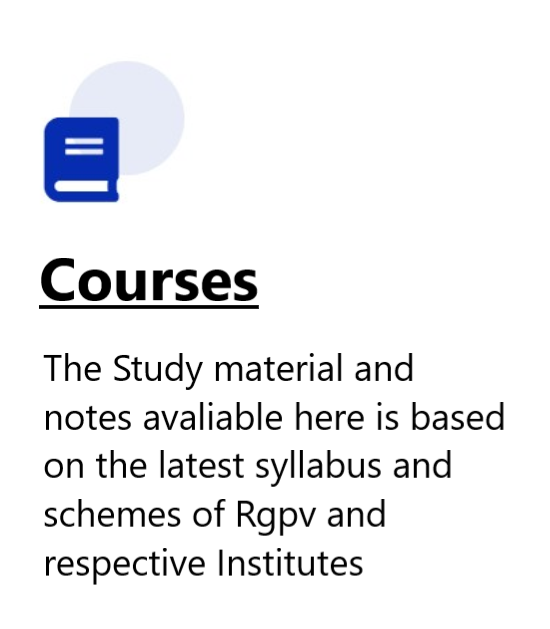 Courses
The Study material and
notes avaliable here is based
on the latest syllabus and
schemes of Rgpv and
respective Institutes